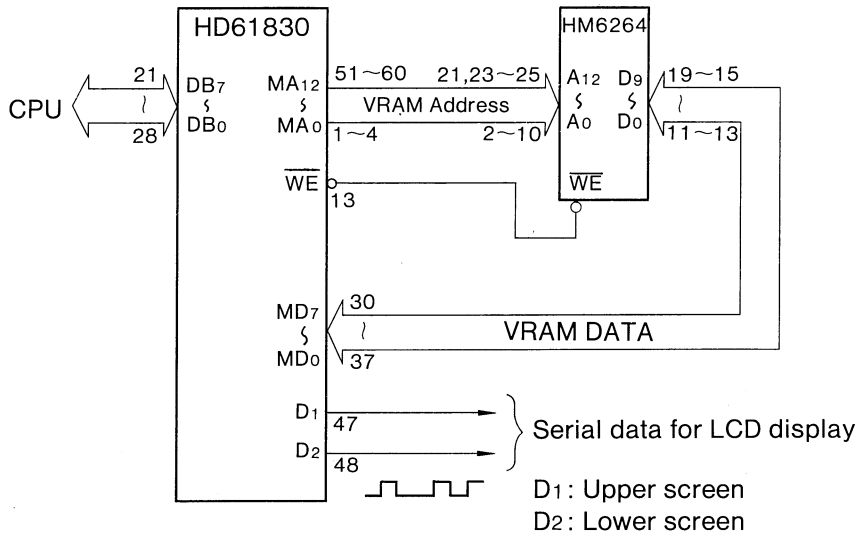 HD61830
HM6264
CPU
21
~
28
DB7
~
DB0
MA12
~
MA0
51~60
21,23~25
VRAM Address
1~4
2~10
A12
~
A0
D9
~
D0
19~15
~
11~13
WE
13
WE
MD7
~
MD0
30
~
37
VRAM DATA
D1
47
D2
48
Serial data for LCD display
D1: Upper screen
D2: Lower screen